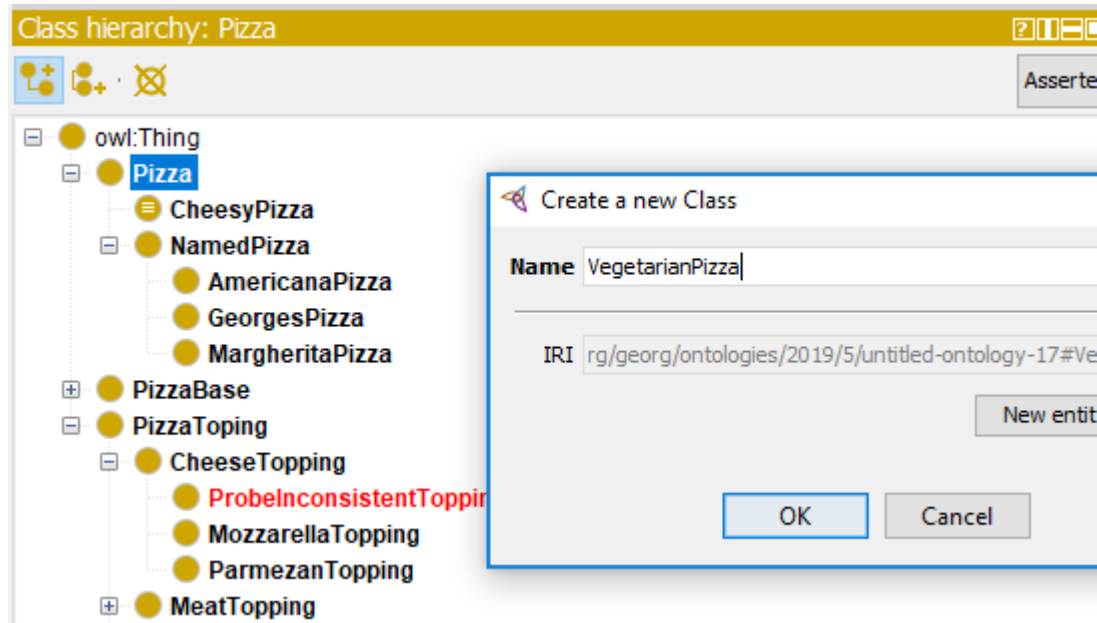 Class hierarchy: Pizza
Asserte
owl:Thing
Pizza
CheesyPizza
NamedPizza
AmericanaPizza
GeorgesPizza
MargheritaPizza
PizzaBase
PizzaToping
CheeseTopping
ProbeInconsistentToppin
MozzarellaTopping
ParmezanTopping
MeatTopping
Create a new Class
Name VegetarianPizza
IRI rg/georg/ontologies/2019/5/untitled-ontology-17#Ve
New entit
OK Cancel